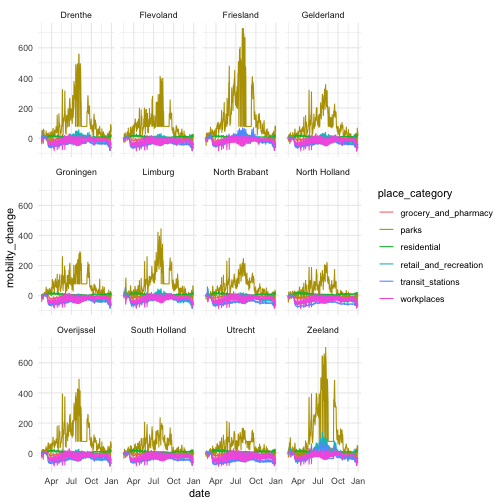 Drenthe Flevoland Friesland Gelderland
600
400
200
0
Groningen Limburg North Brabant North Holland
600
400
200
0
Overijssel South Holland Utrecht Zeeland
600
400
200
0
Apr Jul Oct Jan Apr Jul Oct Jan Apr Jul Oct Jan Apr Jul Oct Jan
date
mobility_change
place_category
grocery_and_pharmacy
parks
residential
retail_and_recreation
transit_stations
workplaces